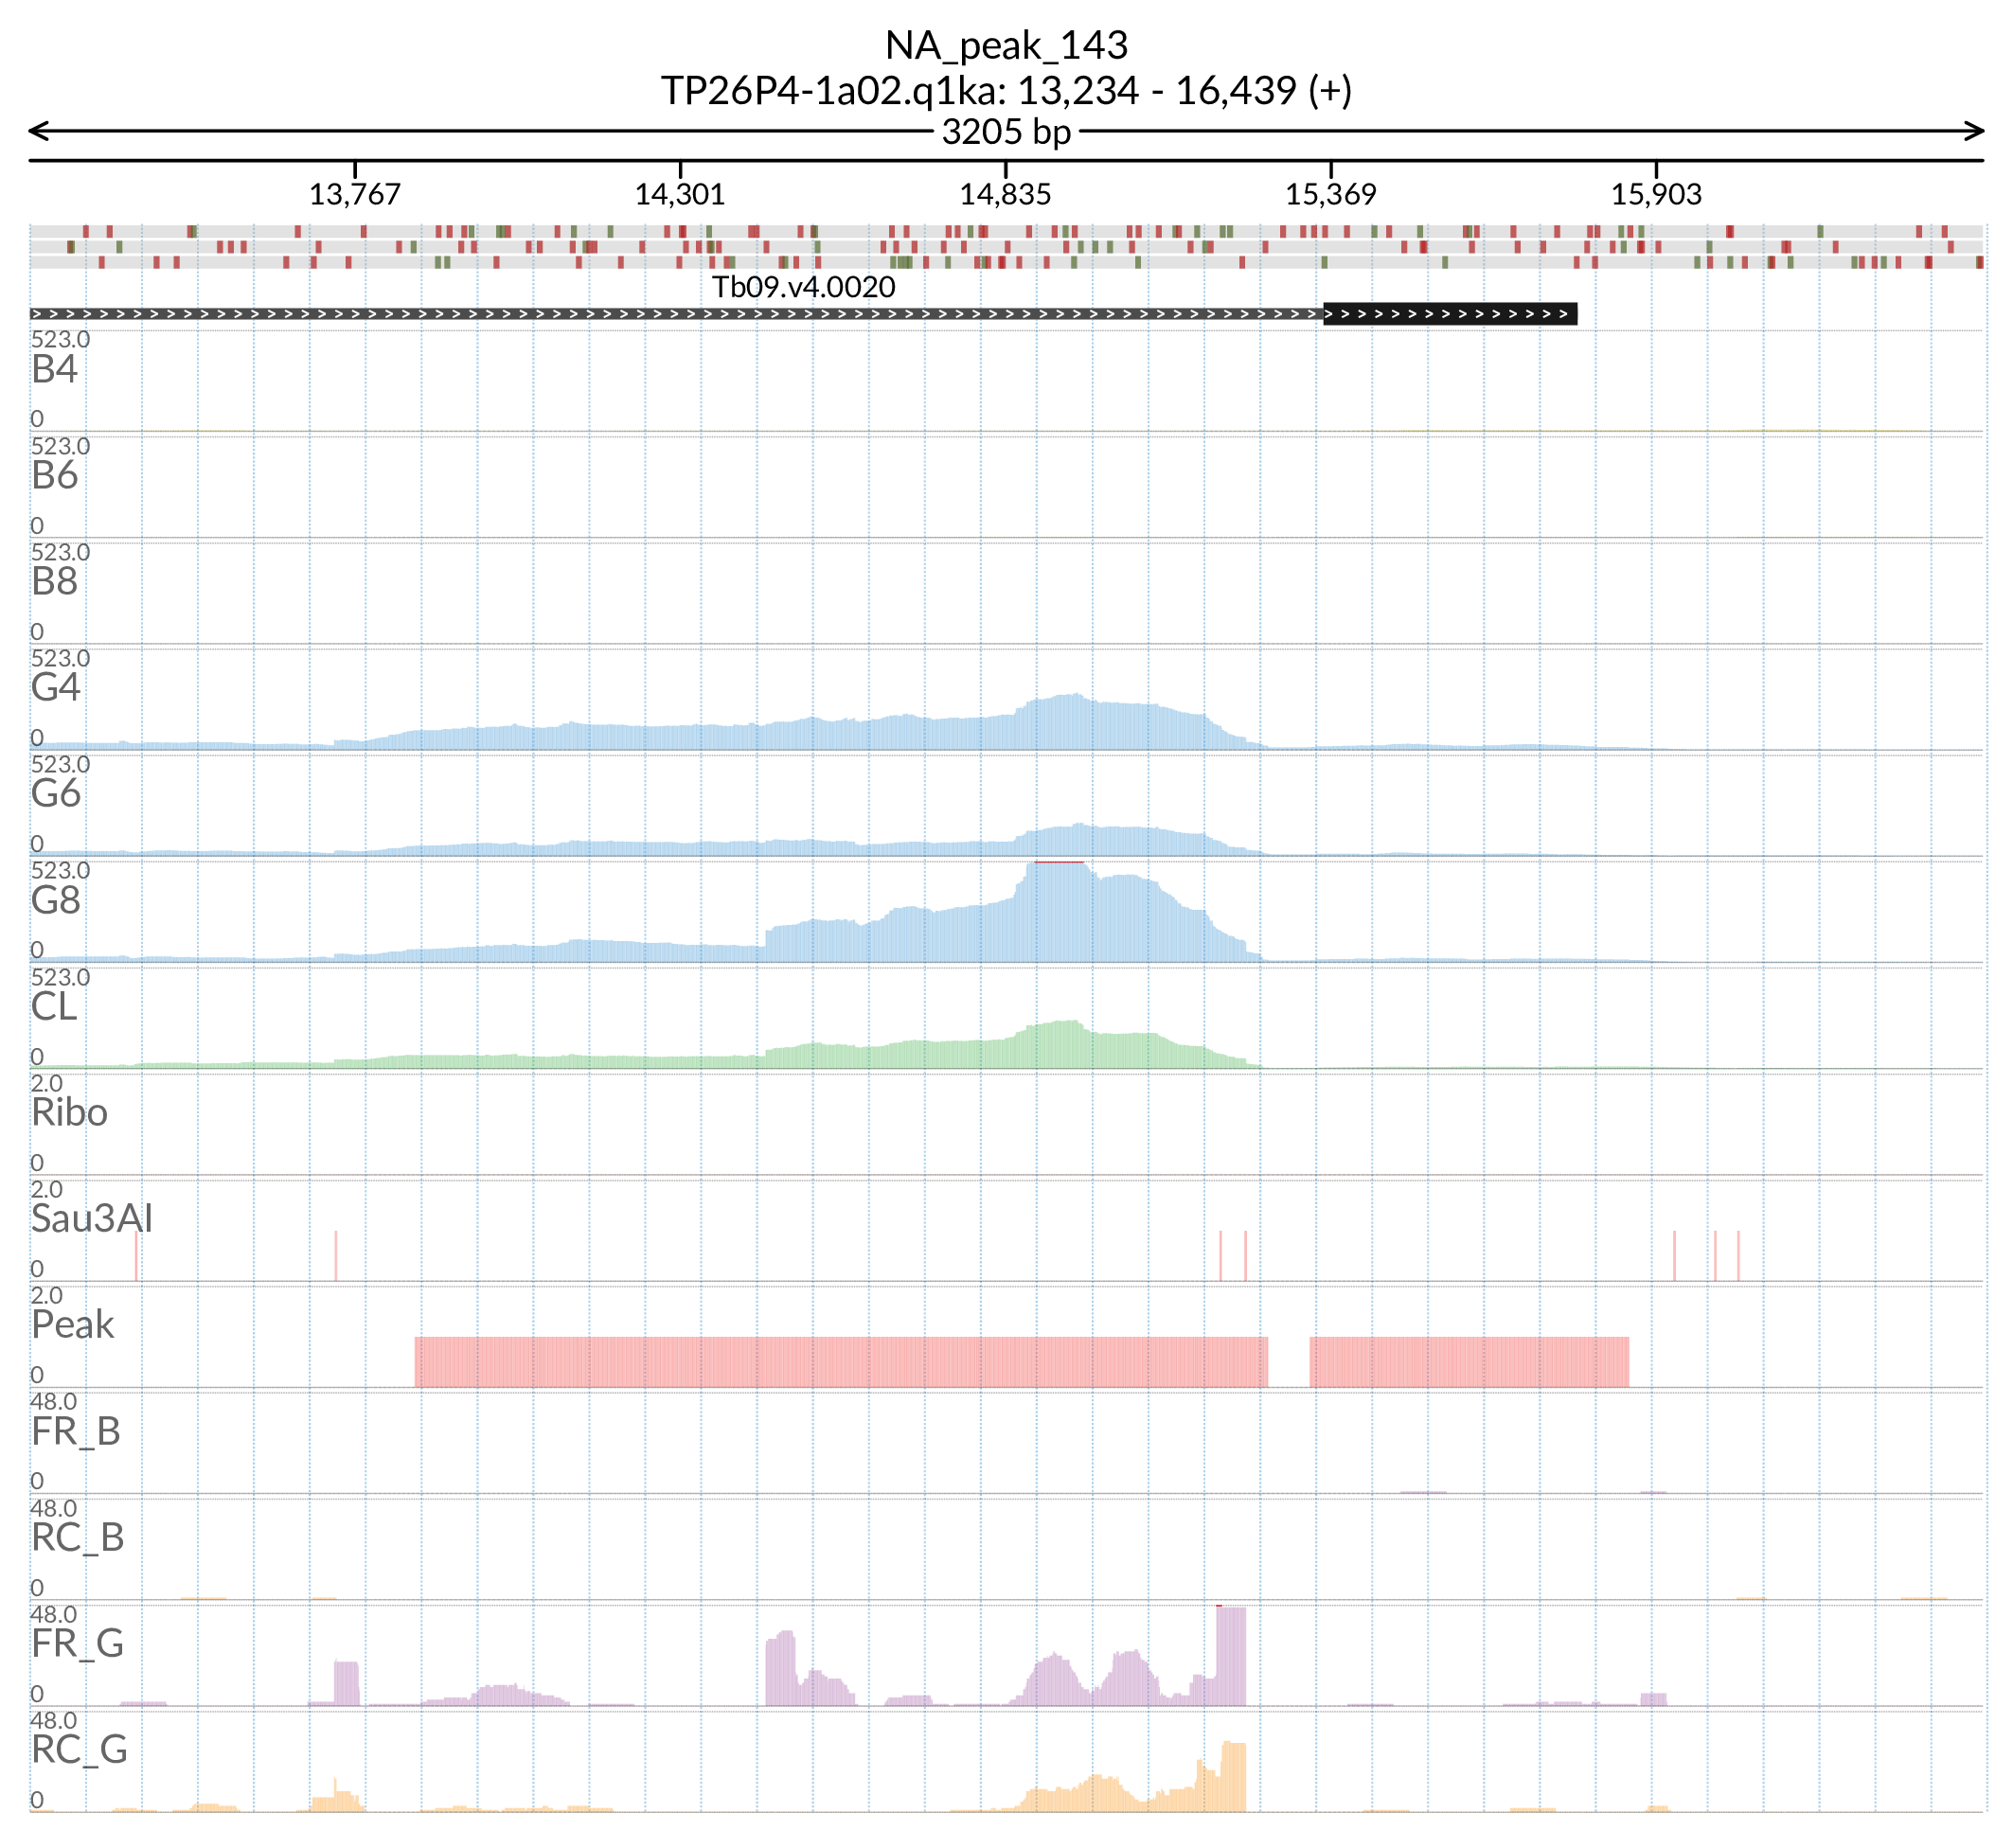 NA_peak_143
TP26P4-1a02.q1ka: 13,234 - 16,439 (+)
3205 bp
13,767 14,301 14,835 15,369 15,903
Tb09.v4.0020
523.0
B4
0
523.0
B6
0
523.0
B8
0
523.0
G4
0
523.0
G6
0
523.0
G8
0
523.0
CL
0
2.0
Ribo
0
2.0
Sau3AI
0
2.0
Peak
0
48.0
FR_B
0
48.0
RC_B
0
48.0
FR_G
0
48.0
RC_G
0